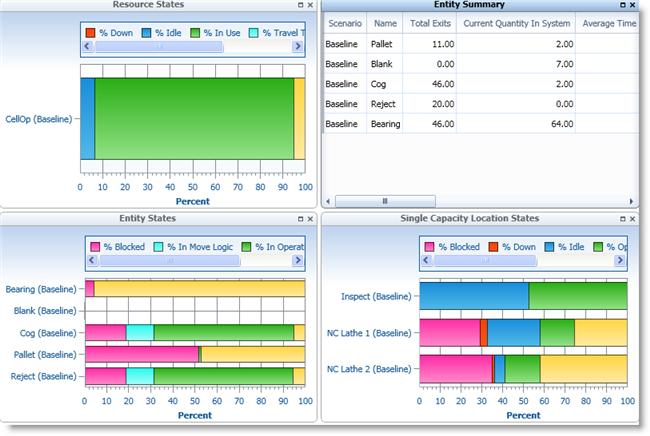 Resource States
% Down % Idle % In Use % Travel T
CellOp (Baseline)
0 10 20 30 40 50 60 70 80 90 100
Percent
Entity Summary
Scenario Name Total Exits Current Quantity In System Average Time
Baseline Pallet 11.00 2.00
Baseline Blank 0.00 7.00
Baseline Cog 46.00 2.00
Baseline Reject 20.00 0.00
Baseline Bearing 46.00 64.00
Entity States
% Blocked % In Move Logic % In Operat
Bearing (Baseline)
Blank (Baseline)
Cog (Baseline)
Pallet (Baseline)
Reject (Baseline)
0 10 20 30 40 50 60 70 80 90 100
Percent
Single Capacity Location States
% Blocked % Down % Idle % Op
Inspect (Baseline)
NC Lathe 1 (Baseline)
NC Lathe 2 (Baseline)
0 10 20 30 40 50 60 70 80 90 100
Percent